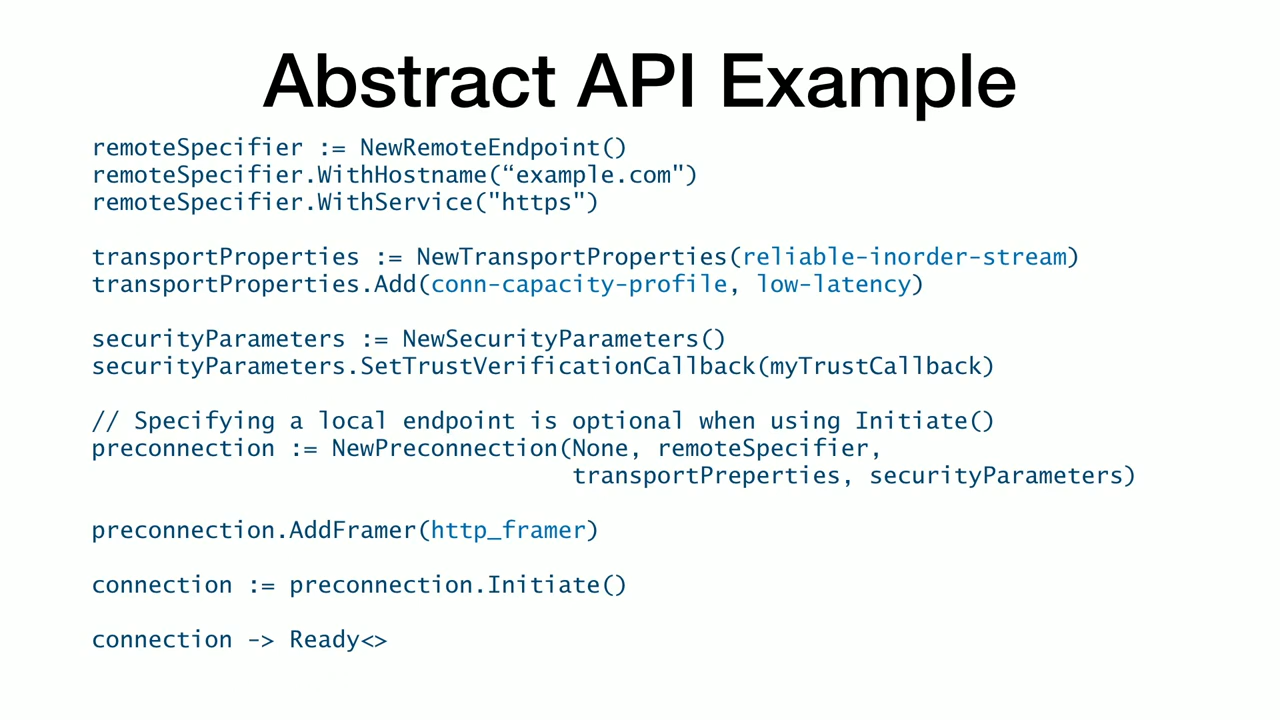 Abstract API Example
remoteSpecifier := NewRemoteEndpoint()
remoteSpecifier.WithHostname(“example.com")
remoteSpecifier.WithService("https")
transportProperties := NewTransportProperties(reliable-inorder-stream)
transportProperties.Add(conn-capacity-profile, low-latency)
securityParameters := NewSecurityParameters()
securityParameters.SetTrustVerificationCallback(myTrustCallback)
// Specifying a local endpoint is optional when using Initiate()
preconnection := NewPreconnection(None, remoteSpecifier,
transportPreperties, securityParameters)
preconnection.AddFramer(http_framer)
connection := preconnection.Initiate()
connection -> Ready<>